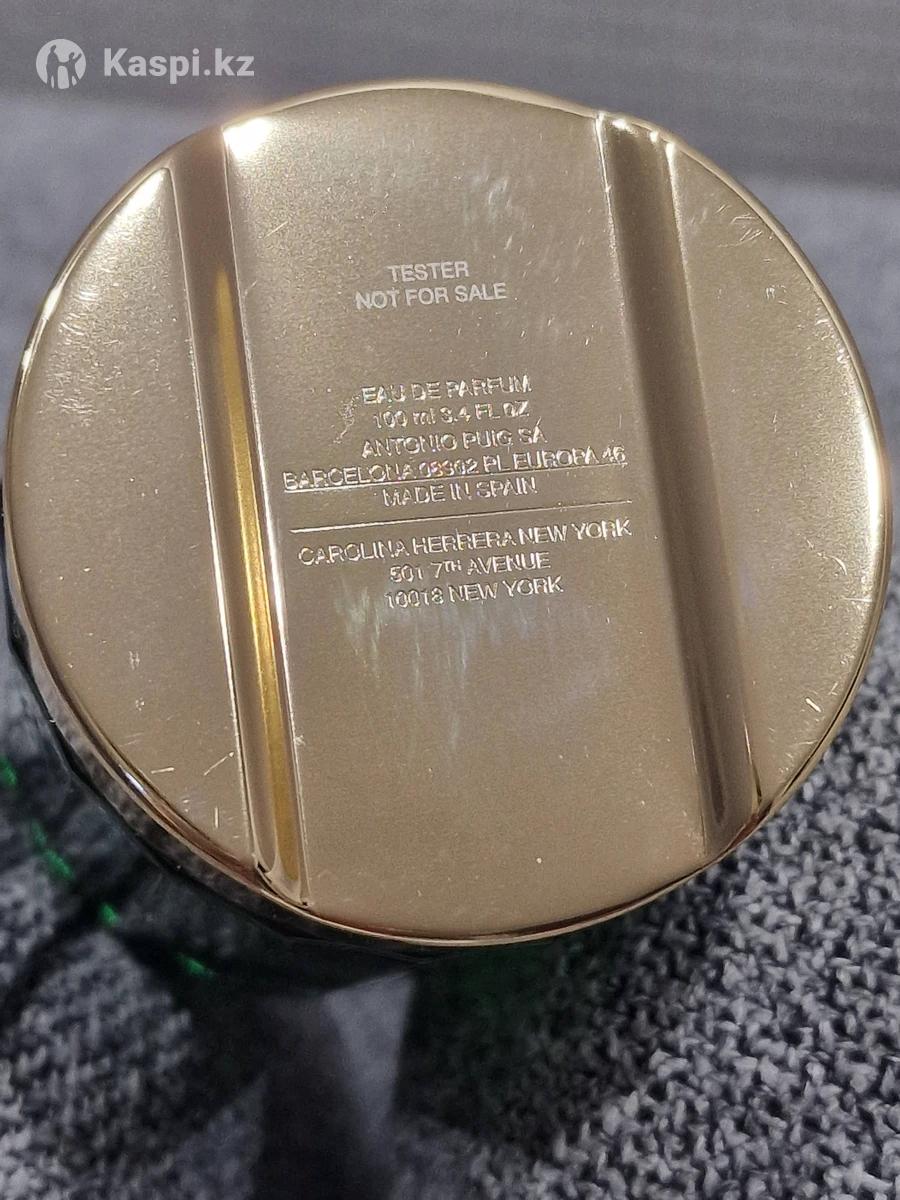 Kaspi.kz
TESTER
NOT FOR SALE
EAU DE PARFUM
100 ml 3.4 FL OZ
ANTONIO PUIG SA
BARCELONA 08902 PL.EUROPA 46
MADE IN SPAIN
CAROLINA HERRERA NEW YORK
501 7TH AVENUE
10018 NEW YORK